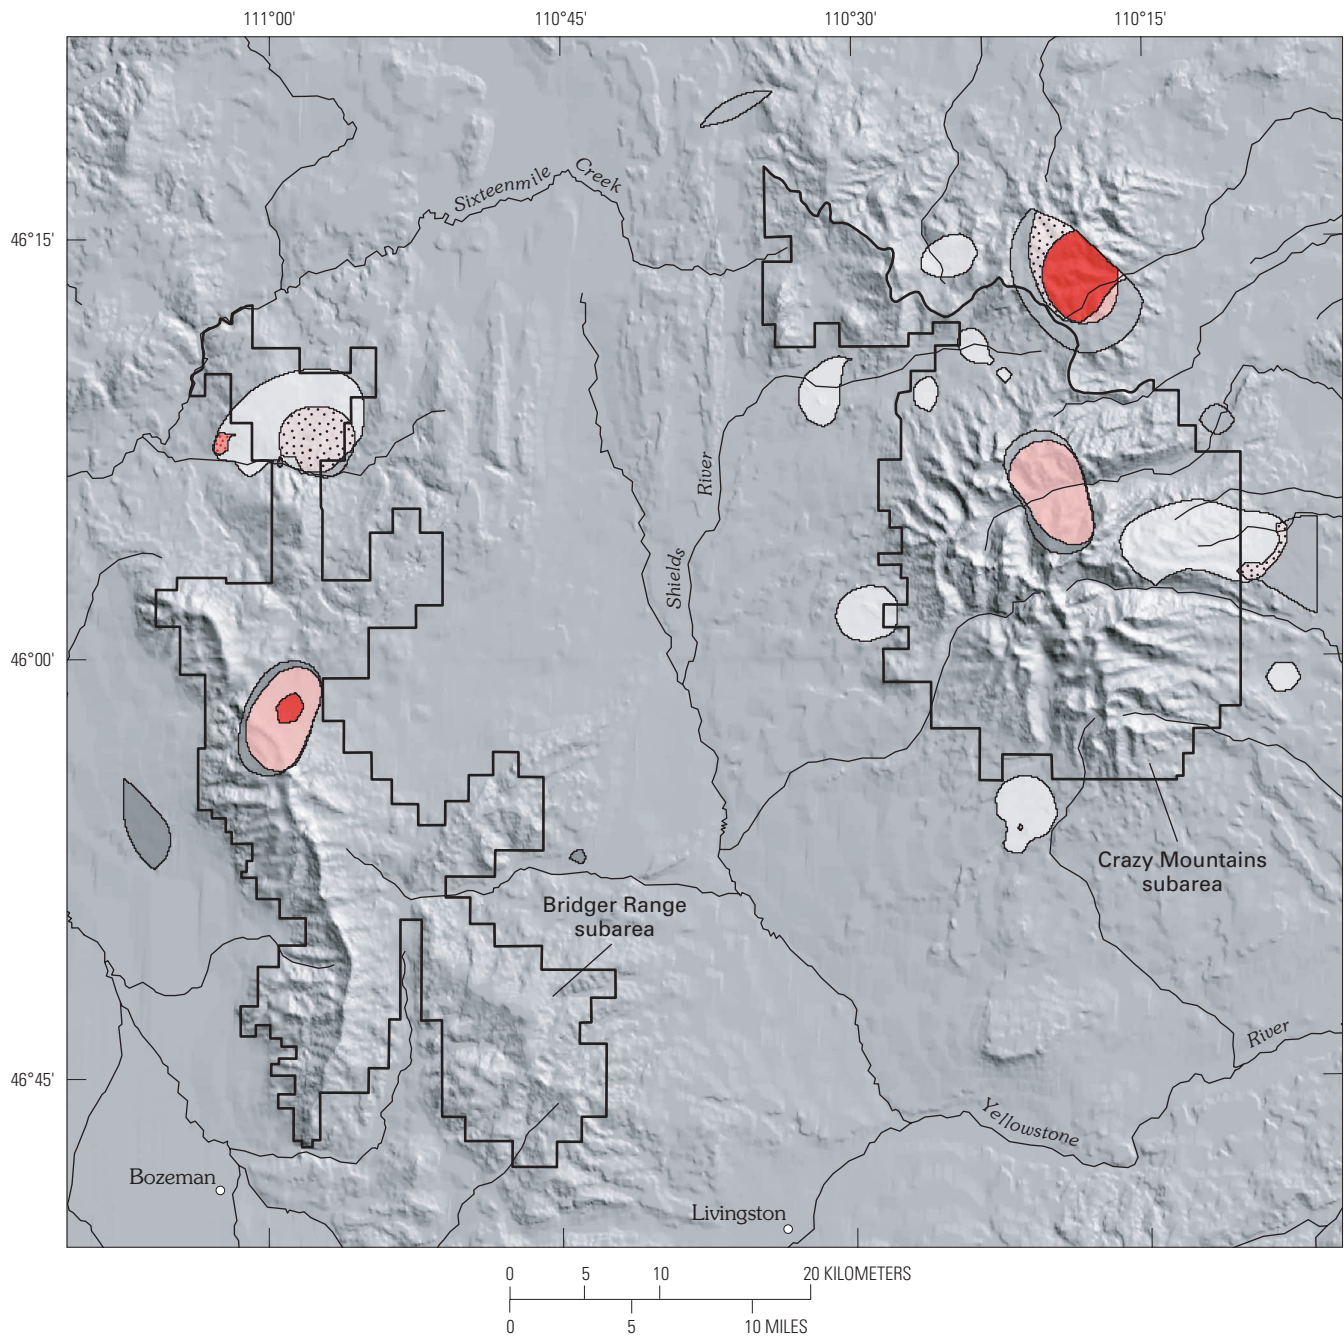 111°00'
110°45'
110°30'
110°15'
Sixteenmile
Creek
46°15'
River
Shields
46°00'
Crazy Mountains
subarea
Bridger Range
subarea
River
46°45'
Yellowstone
Bozeman
Livingston
0 5 10 20 KILOMETERS
0 5 10 MILES